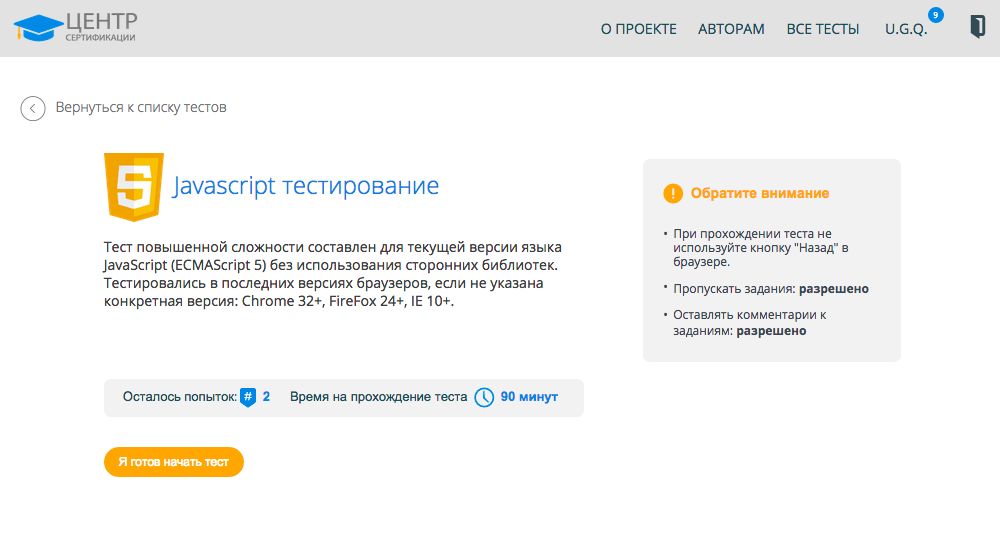 ЦЕНТР
СЕРТИФИКАЦИИ
О ПРОЕКТЕ АВТОРАМ ВСЕ ТЕСТЫ U.G.Q. 9
Вернуться к списку тестов
Javascript тестирование
Тест повышенной сложности составлен для текущей версии языка
JavaScript (ECMAScript 5) без использования сторонних библиотек.
Тестировались в последних версиях браузеров, если не указана
конкретная версия: Chrome 32+, FireFox 24+, IE 10+.
! Обратите внимание
• При прохождении теста не
используйте кнопку "Назад" в
браузере.
• Пропускать задания: разрешено
• Оставлять комментарии к
заданиям: разрешено
Осталось попыток: # 2 Время на прохождение теста 90 минут
Я готов начать тест